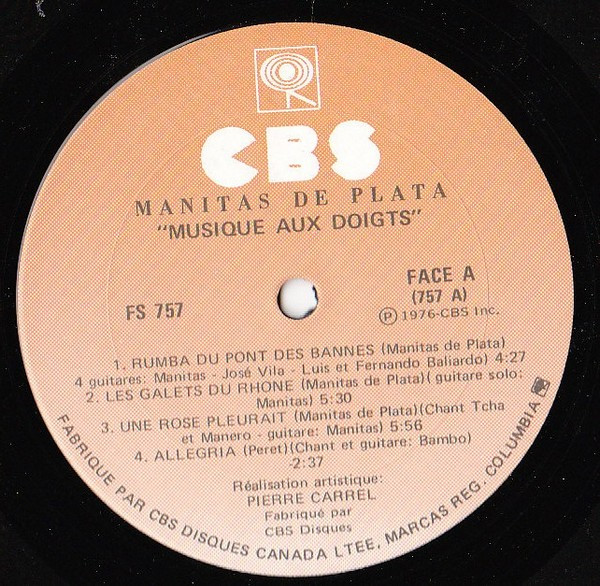 CBS
MANITAS DE PLATA
"MUSIQUE AUX DOIGTS"
FS 757
FACE A
(757 A)
Ⓟ 1976-CBS Inc.
1. RUMBA DU PONT DES BANNES (Manitas de Plata)
4 guitares: Manitas - José Vila - Luis et Fernando Baliardo) 4:27
2. LES GALETS DU RHONE (Manitas de Plata)( guitare solo:
Manitas) 5:30
3. UNE ROSE PLEURAIT (Manitas de Plata)(Chant Tcha
et Manero - guitare: Manitas) 5:56
4. ALLEGRIA (Peret)(Chant et guitare: Bambo)
-2:37
Réalisation artistique:
PIERRE CARREL
Fabriqué par
CBS Disques
FABRIQUE PAR CBS DISQUES CANADA LTEE, MARCAS REG. COLUMBIA